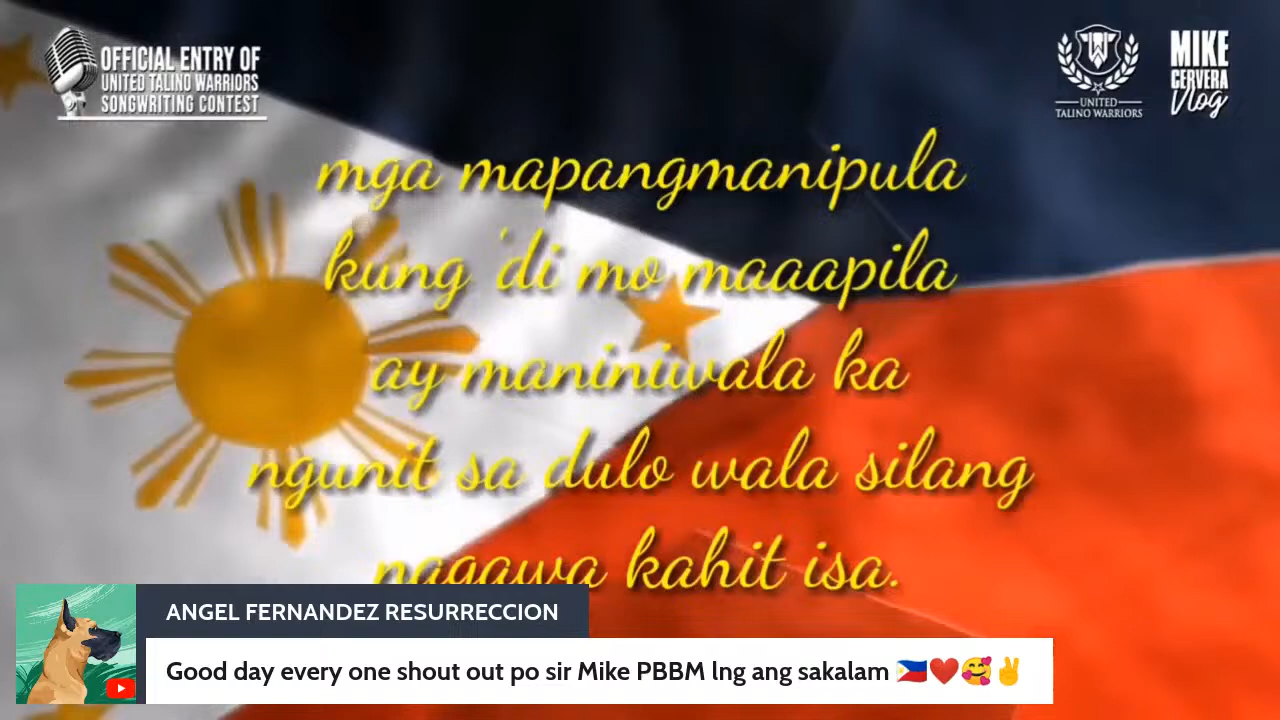 OFFICIAL ENTRY OF
UNITED TALINO WARRIORS
SONGWRITING CONTEST
UNITED
TALINO WARRIORS
MIKE
CERVERA
Vlog
mga mapangmanipula
kung 'di mo maaapila
ay maniniwala ka
ngunit sa dulo wala silang
nagawa kahit isa.
ANGEL FERNANDEZ RESURRECCION
Good day every one shout out po sir Mike PBBM lng ang sakalam 🇵🇭❤️🥰✌️